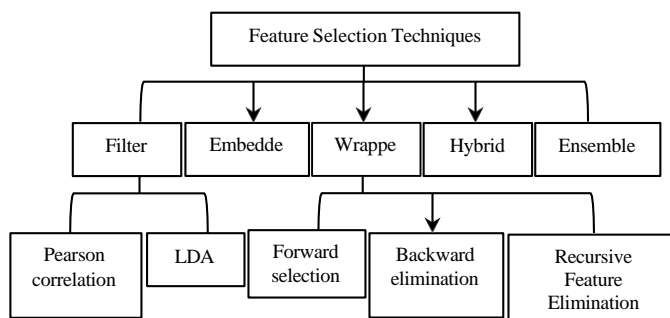 Feature Selection Techniques
Filter
Embedde
Wrappe
Hybrid
Ensemble
Pearson
correlation
LDA
Forward
selection
Backward
elimination
Recursive
Feature
Elimination